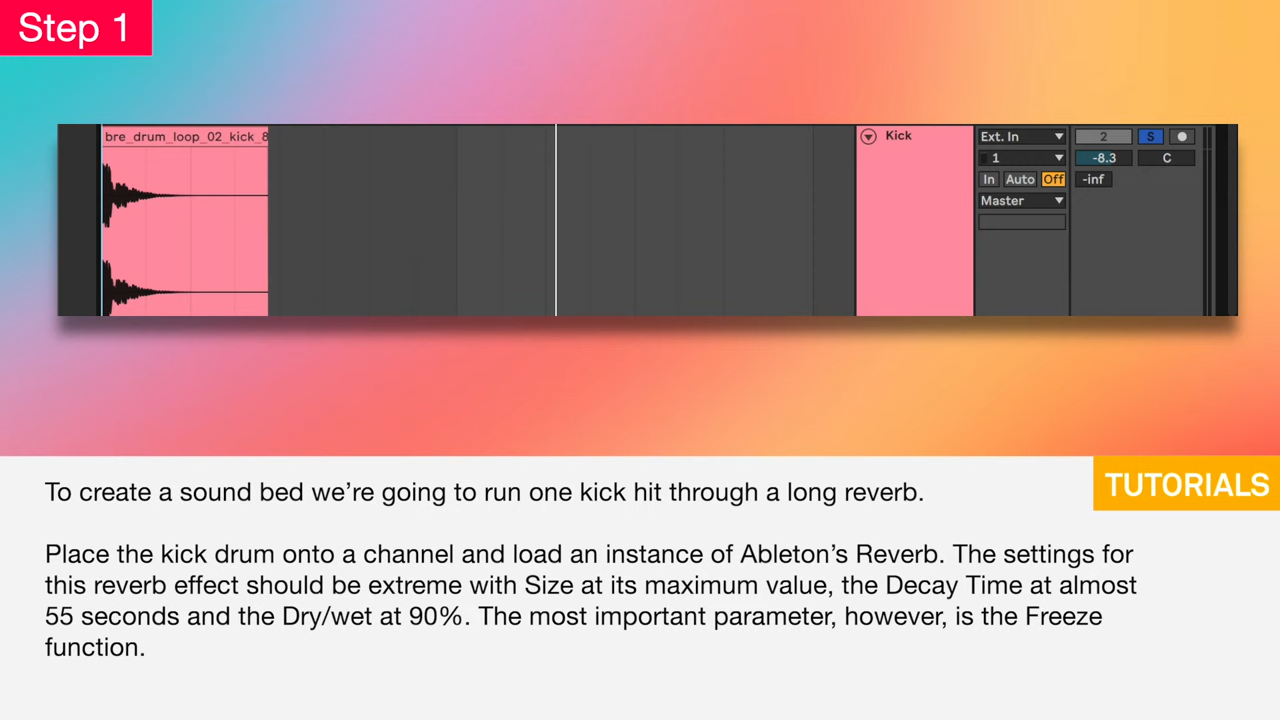 Step 1
bre_drum_loop_02_kick_8
Kick
Ext. In
2
S
1
-8.3
C
In Auto Off
-inf
Master
TUTORIALS
To create a sound bed we’re going to run one kick hit through a long reverb.
Place the kick drum onto a channel and load an instance of Ableton’s Reverb. The settings for
this reverb effect should be extreme with Size at its maximum value, the Decay Time at almost
55 seconds and the Dry/wet at 90%. The most important parameter, however, is the Freeze
function.